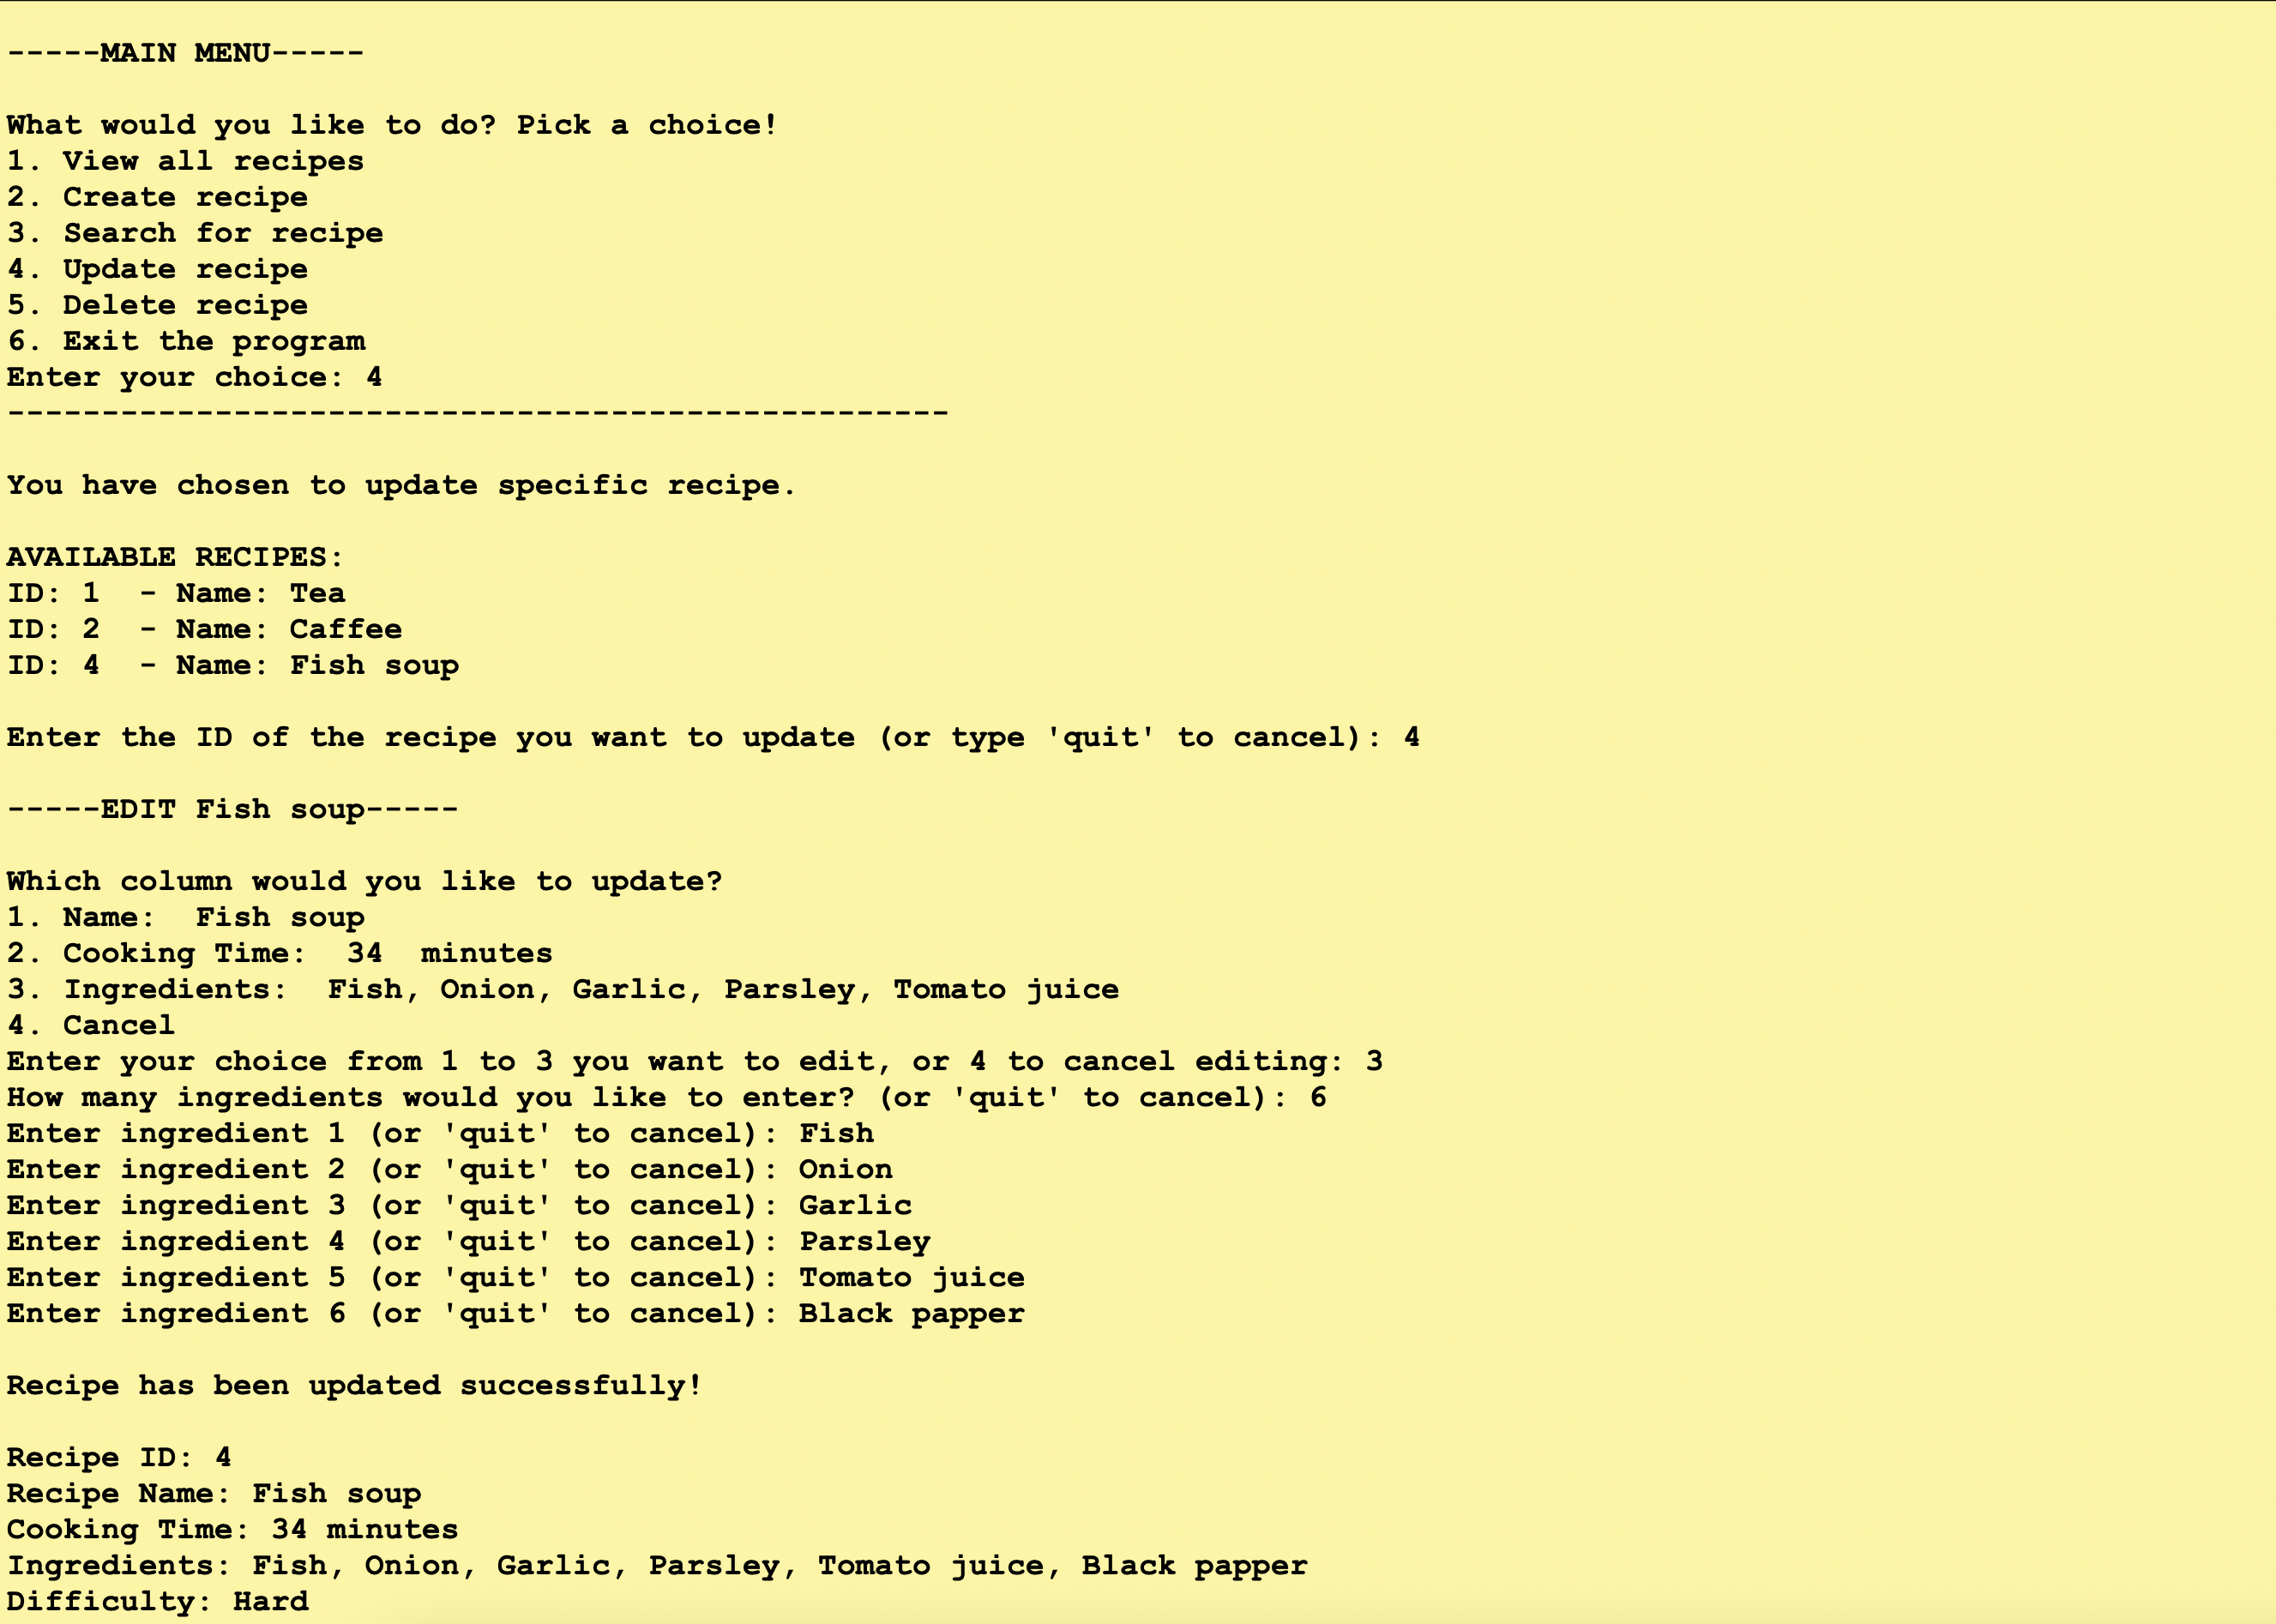 -----MAIN MENU-----
What would you like to do? Pick a choice!
1. View all recipes
2. Create recipe
3. Search for recipe
4. Update recipe
5. Delete recipe
6. Exit the program
Enter your choice: 4
--------------------------------------------------
You have chosen to update specific recipe.
AVAILABLE RECIPES:
ID: 1  - Name: Tea
ID: 2  - Name: Caffee
ID: 4  - Name: Fish soup
Enter the ID of the recipe you want to update (or type 'quit' to cancel): 4
-----EDIT Fish soup-----
Which column would you like to update?
1. Name:  Fish soup
2. Cooking Time:  34  minutes
3. Ingredients:  Fish, Onion, Garlic, Parsley, Tomato juice
4. Cancel
Enter your choice from 1 to 3 you want to edit, or 4 to cancel editing: 3
How many ingredients would you like to enter? (or 'quit' to cancel): 6
Enter ingredient 1 (or 'quit' to cancel): Fish
Enter ingredient 2 (or 'quit' to cancel): Onion
Enter ingredient 3 (or 'quit' to cancel): Garlic
Enter ingredient 4 (or 'quit' to cancel): Parsley
Enter ingredient 5 (or 'quit' to cancel): Tomato juice
Enter ingredient 6 (or 'quit' to cancel): Black papper
Recipe has been updated successfully!
Recipe ID: 4
Recipe Name: Fish soup
Cooking Time: 34 minutes
Ingredients: Fish, Onion, Garlic, Parsley, Tomato juice, Black papper
Difficulty: Hard